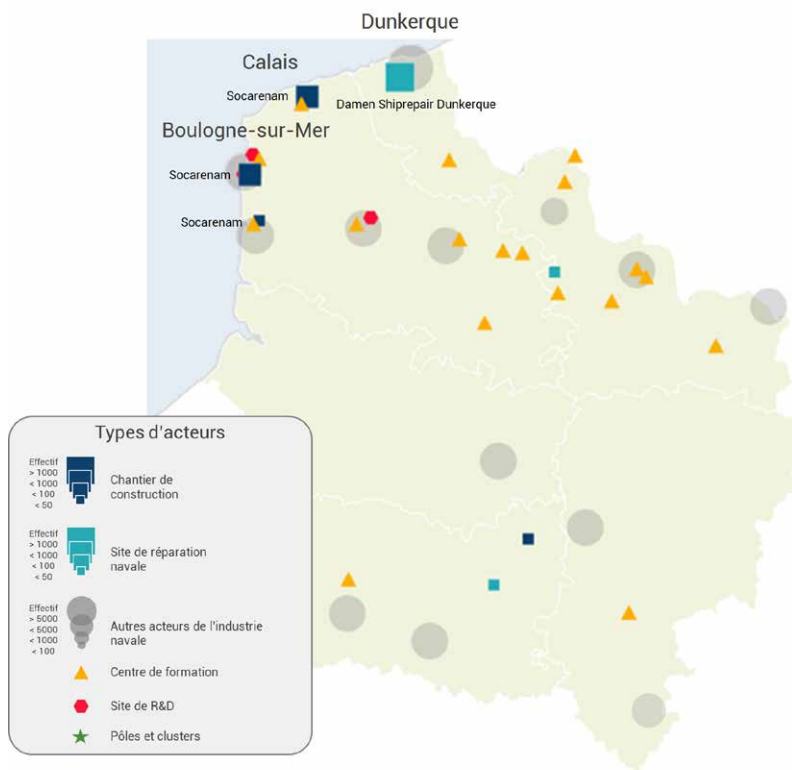 Dunkerque
Calais
Socarenam
Damen Shiprepair Dunkerque
Boulogne-sur-Mer
Socarenam
Socarenam
Types d'acteurs
Effectif
> 1000
< 1000
< 100
< 50
Chantier de
construction
Effectif
> 1000
< 1000
< 100
< 50
Site de réparation
navale
Effectif
> 5000
< 5000
< 1000
< 100
Autres acteurs de l'industrie
navale
Centre de formation
Site de R&D
Pôles et clusters